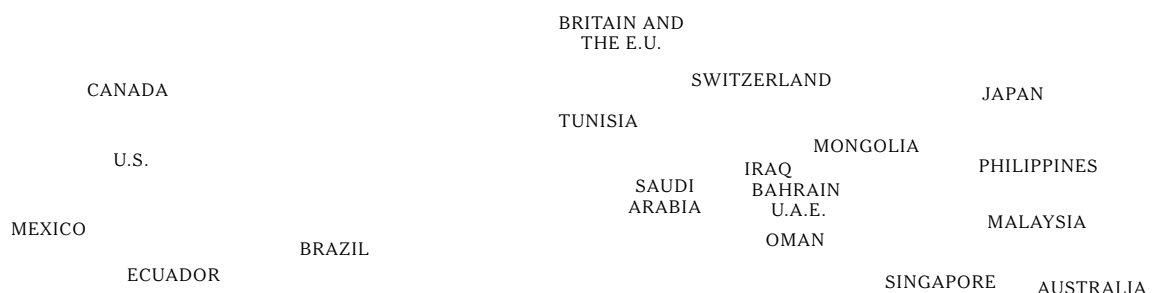 BRITAIN AND
THE E.U.
SWITZERLAND
CANADA
JAPAN
TUNISIA
MONGOLIA
U.S.
IRAQ
PHILIPPINES
SAUDI
ARABIA
BAHRAIN
U.A.E.
MALAYSIA
MEXICO
OMAN
BRAZIL
ECUADOR
SINGAPORE
AUSTRALIA